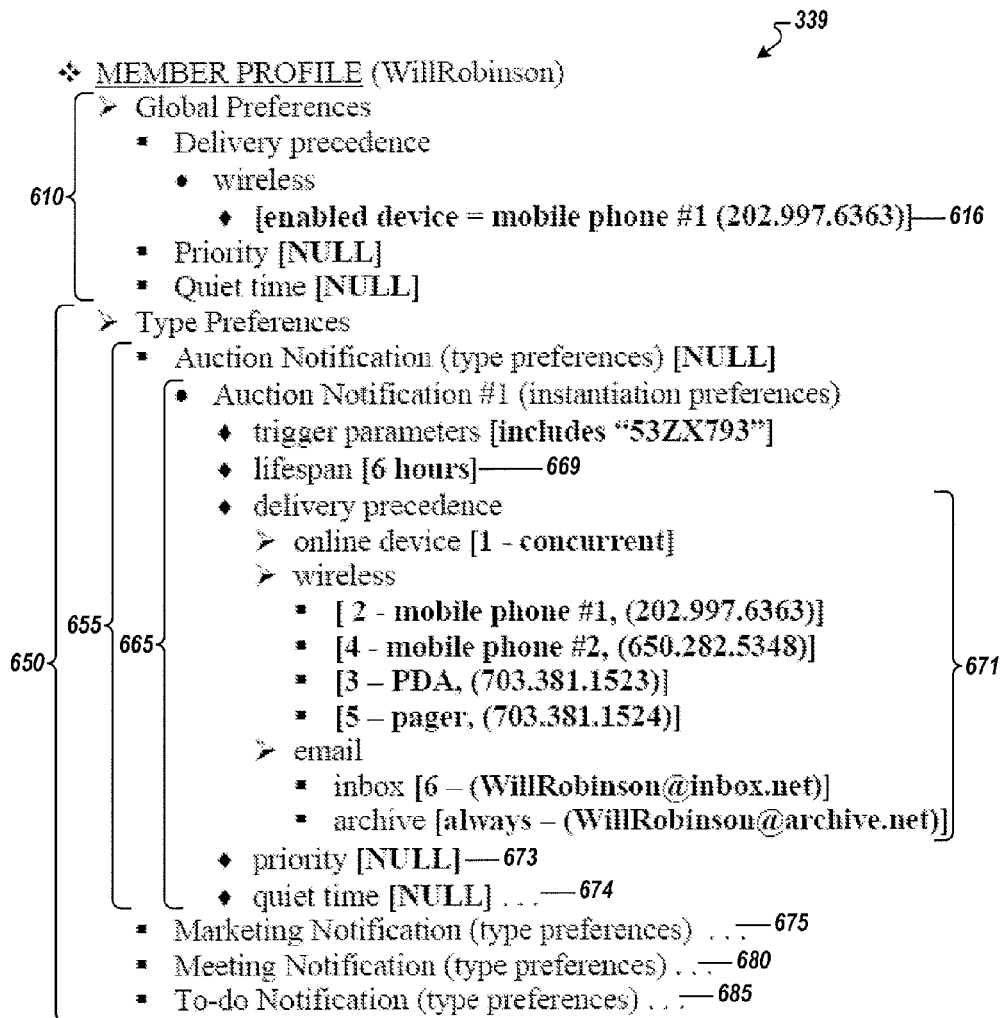 339
❖ MEMBER PROFILE (WillRobinson)
➢ Global Preferences
▪ Delivery precedence
• wireless
610
♦ [enabled device = mobile phone #1 (202.997.6363)] 616
▪ Priority [NULL]
▪ Quiet time [NULL]
➢ Type Preferences
▪ Auction Notification (type preferences) [NULL]
• Auction Notification #1 (instantiation preferences)
♦ trigger parameters [includes “53ZX793”]
♦ lifespan [6 hours] 669
♦ delivery precedence
➢ online device [1 - concurrent]
➢ wireless
▪ [ 2 - mobile phone #1, (202.997.6363)]
655
650 665 ▪ [4 - mobile phone #2, (650.282.5348)]
671
▪ [3 – PDA, (703.381.1523)]
▪ [5 – pager, (703.381.1524)]
➢ email
▪ inbox [6 – (WillRobinson@inbox.net)]
▪ archive [always – (WillRobinson@archive.net)]
♦ priority [NULL] 673
♦ quiet time [NULL] . . . 674
▪ Marketing Notification (type preferences) . . . 675
▪ Meeting Notification (type preferences) . . . 680
▪ To-do Notification (type preferences) . . . 685